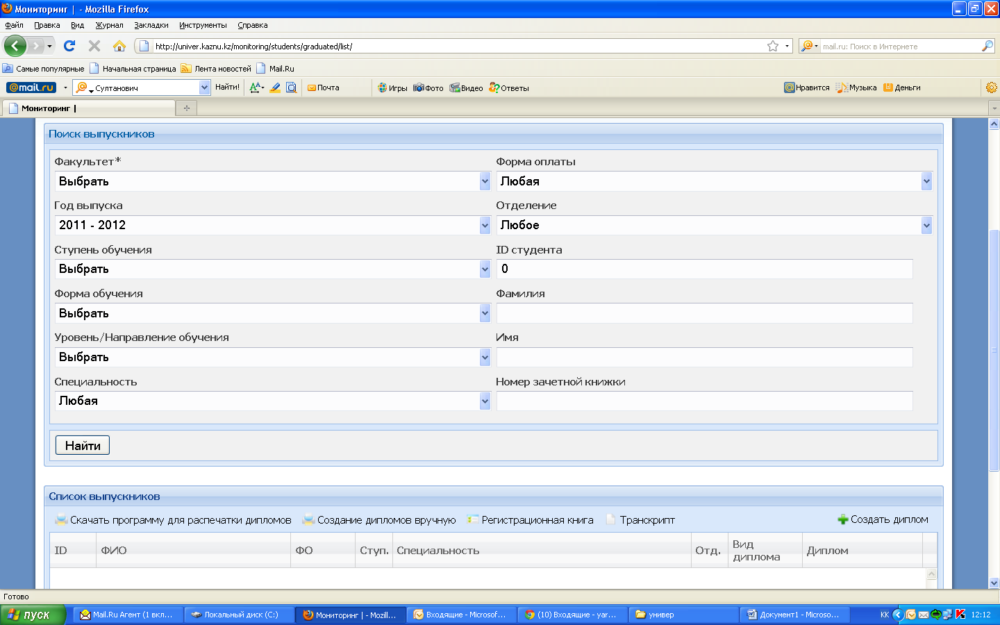 Мониторинг | - Mozilla Firefox
Файл Правка Вид Журнал Закладки Инструменты Справка
http://univer.kaznu.kz/monitoring/students/graduated/list/ mail.ru: Поиск в Интернете
Самые популярные Начальная страница Лента новостей Mail.Ru
@mail.ru Султанович Найти! Почта Игры Фото Видео Ответы Нравится Музыка Деньги
Мониторинг |
Поиск выпускников
Факультет* Форма оплаты
Выбрать Любая
Год выпуска Отделение
2011 - 2012 Любое
Ступень обучения ID студента
Выбрать 0
Форма обучения Фамилия
Выбрать
Уровень/Направление обучения Имя
Выбрать
Специальность Номер зачетной книжки
Любая
Найти
Список выпускников
Скачать программу для распечатки дипломов Создание дипломов вручную Регистрационная книга Транскрипт Создать диплом
ID ФИО ФО Ступ. Специальность Отд. Вид диплома Диплом
Готово
пуск Mail.Ru Агент (1 вкл... Локальный диск (C:) Мониторинг | - Mozill... Входящие - Microsof... (10) Входящие - yar... универ Документ1 - Microso... KK 12:12